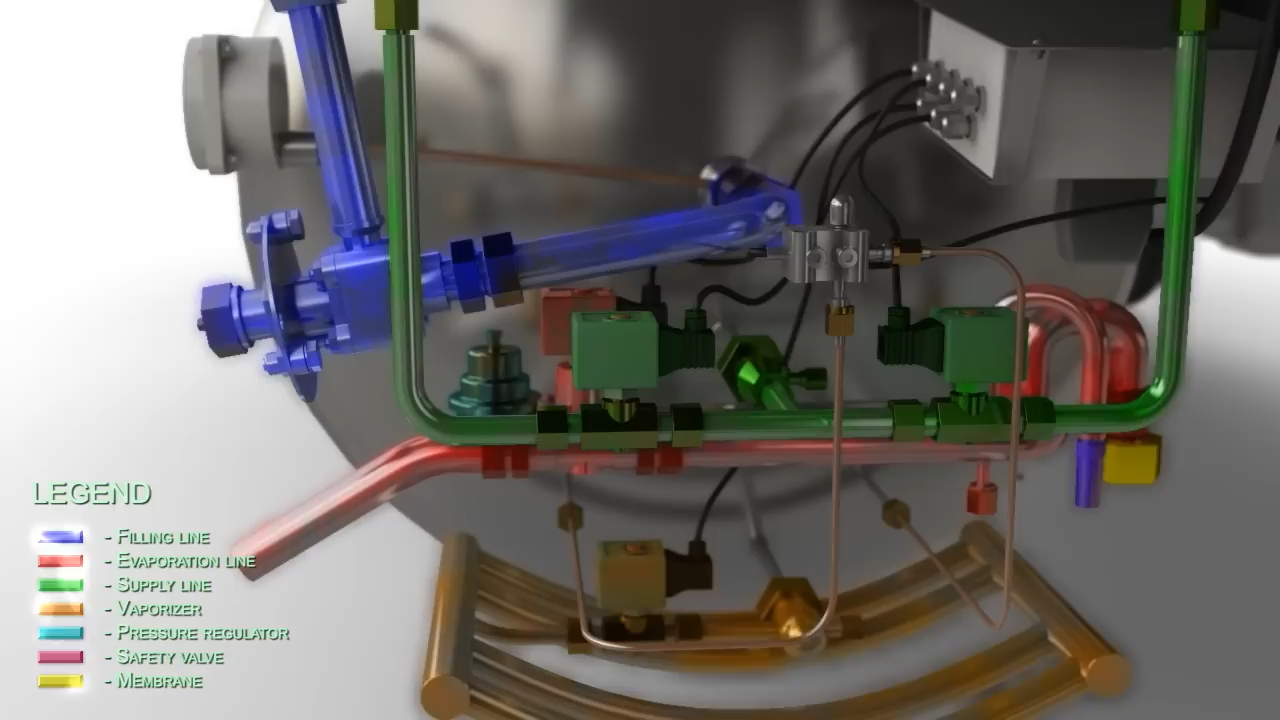 LEGEND
- FILLING LINE
- EVAPORATION LINE
- SUPPLY LINE
- VAPORIZER
- PRESSURE REGULATOR
- SAFETY VALVE
- MEMBRANE